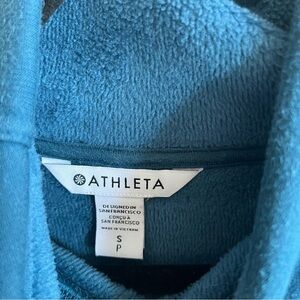 ATHLETA
DESIGNED IN
SAN FRANCISCO
CONÇU A
SAN FRANCISCO
MADE IN VIETNAM
S
P